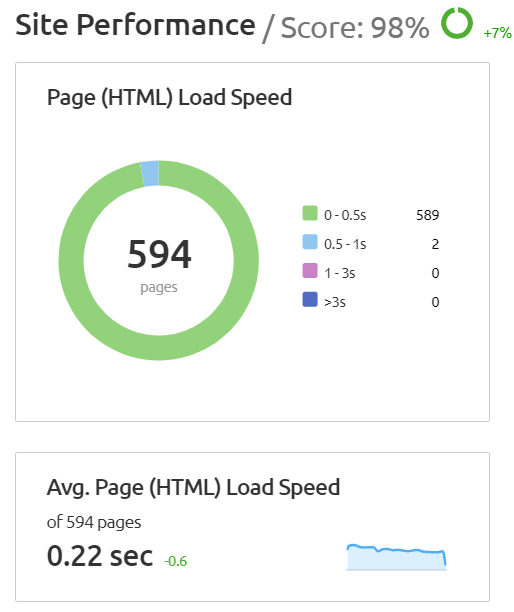 Site Performance / Score: 98% +7%
Page (HTML) Load Speed
594
pages
0 - 0.5s 589
0.5 - 1s 2
1 - 3s 0
>3s 0
Avg. Page (HTML) Load Speed
of 594 pages
0.22 sec -0.6